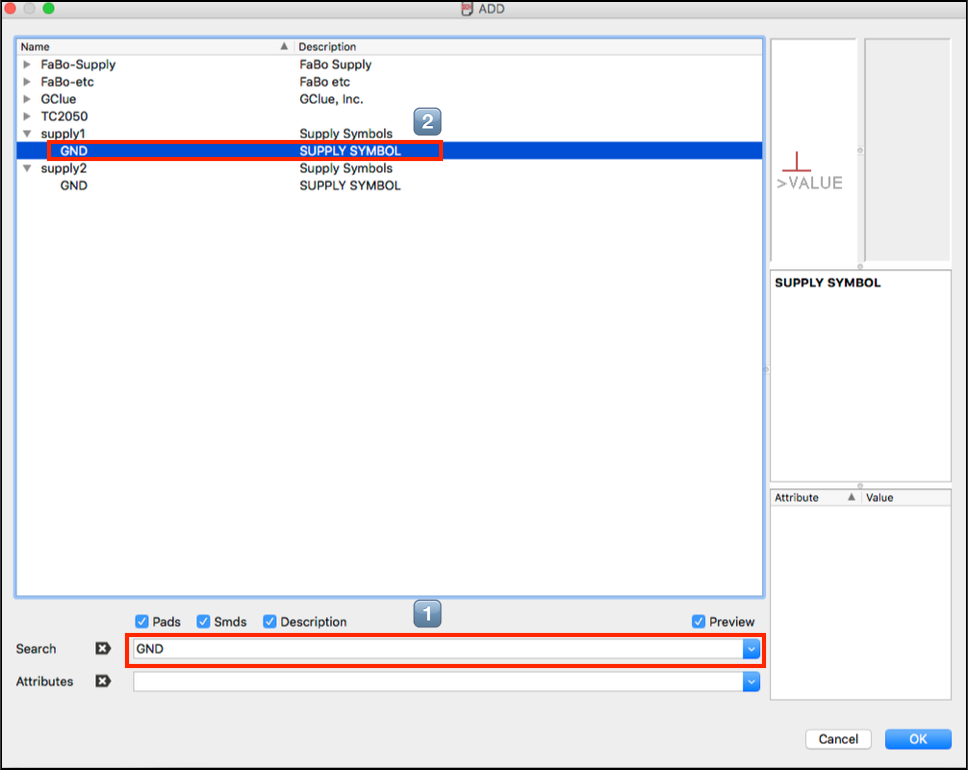 ADD
Name Description
FaBo-Supply FaBo Supply
FaBo-etc FaBo etc
GClue GClue, Inc.
TC2050
supply1 Supply Symbols
2
GND SUPPLY SYMBOL
supply2 Supply Symbols
GND SUPPLY SYMBOL
>VALUE
SUPPLY SYMBOL
Attribute Value
1
Pads Smds Description Preview
Search GND
Attributes
Cancel OK